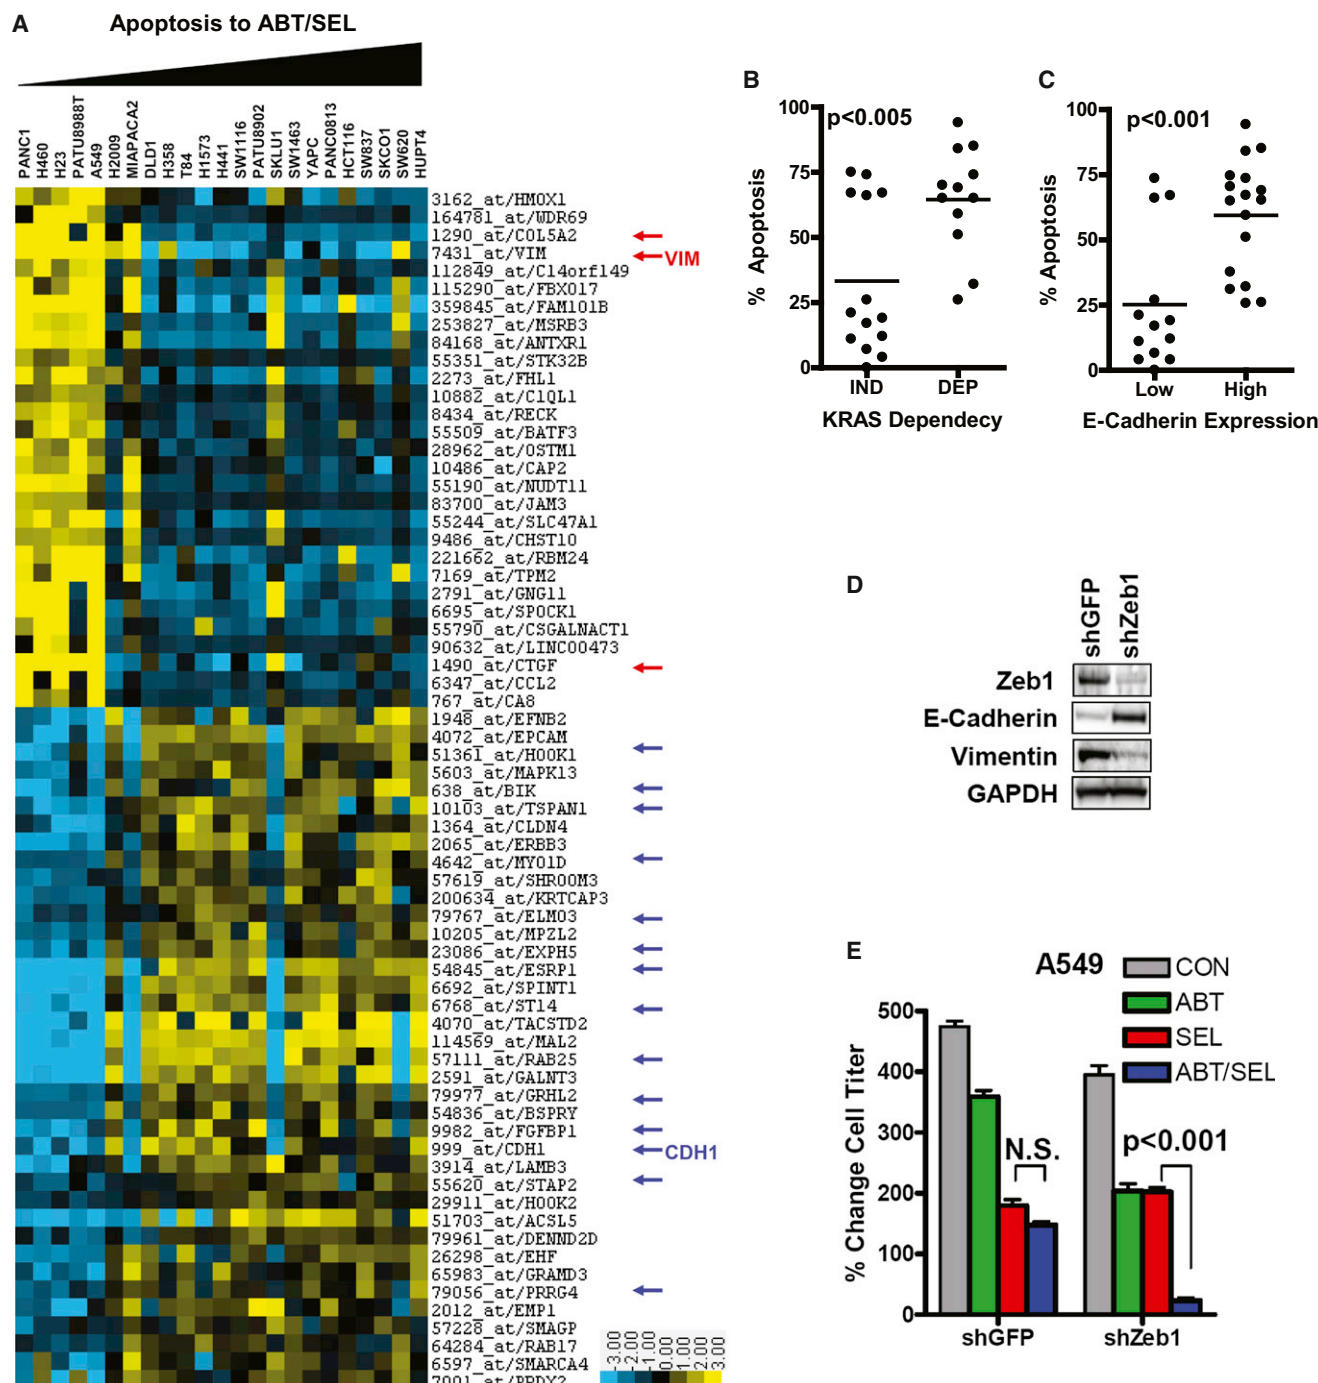 A
Apoptosis to ABT/SEL
PANC1
H460
H23
PATU8988T
A549
H2009
MIAPACA2
DLD1
H358
T84
H1573
H441
SW1116
PATU8902
SKLU1
SW1463
YAPC
PANC0813
HCT116
SW837
SKCO1
SW620
HUPT4
3162_at/HMOX1
164781_at/WDR69
1290_at/COL5A2
7431_at/VIM
VIM
112849_at/C14orf149
115290_at/FBXO17
359845_at/FAM101B
253827_at/MSRB3
84168_at/ANTXR1
55351_at/STK32B
2273_at/FHL1
10882_at/C1QL1
8434_at/RECK
55509_at/BATF3
28962_at/OSTM1
10486_at/CAP2
55190_at/NUDT11
83700_at/JAM3
55244_at/SLC47A1
9486_at/CHST10
221662_at/RBM24
7169_at/TPM2
2791_at/GNG11
6695_at/SPOCK1
55790_at/CSGALNACT1
90632_at/LINC00473
1490_at/CTGF
6347_at/CCL2
767_at/CA8
1948_at/EFNB2
4072_at/EPCAM
51361_at/HOOK1
5603_at/MAPK13
638_at/BIK
10103_at/TSPAN1
1364_at/CLDN4
2065_at/ERBB3
4642_at/MYO1D
57619_at/SHROOM3
200634_at/KRTCAP3
79767_at/ELMO3
10205_at/MPZL2
23086_at/EXPH5
54845_at/ESRP1
6692_at/SPINT1
6768_at/ST14
4070_at/TACSTD2
114569_at/MAL2
57111_at/RAB25
2591_at/GALNT3
79977_at/GRHL2
54836_at/BSPRY
9982_at/FGFBP1
999_at/CDH1
CDH1
3914_at/LAMB3
55620_at/STAP2
29911_at/HOOK2
51703_at/ACSL5
79961_at/DENND2D
26298_at/EHF
65983_at/GRAMD3
79056_at/PRRG4
2012_at/EMP1
57228_at/SMAGP
64284_at/RAB17
6597_at/SMARCA4
-3.00
-2.00
-1.00
0.00
1.00
2.00
3.00
B
p<0.005
% Apoptosis
100
75
50
25
0
IND
DEP
KRAS Dependecy
C
p<0.001
% Apoptosis
100
75
50
25
0
Low
High
E-Cadherin Expression
D
shGFP
shZeb1
Zeb1
E-Cadherin
Vimentin
GAPDH
E
A549
CON
ABT
SEL
ABT/SEL
% Change Cell Titer
500
400
300
200
100
0
N.S.
p<0.001
shGFP
shZeb1